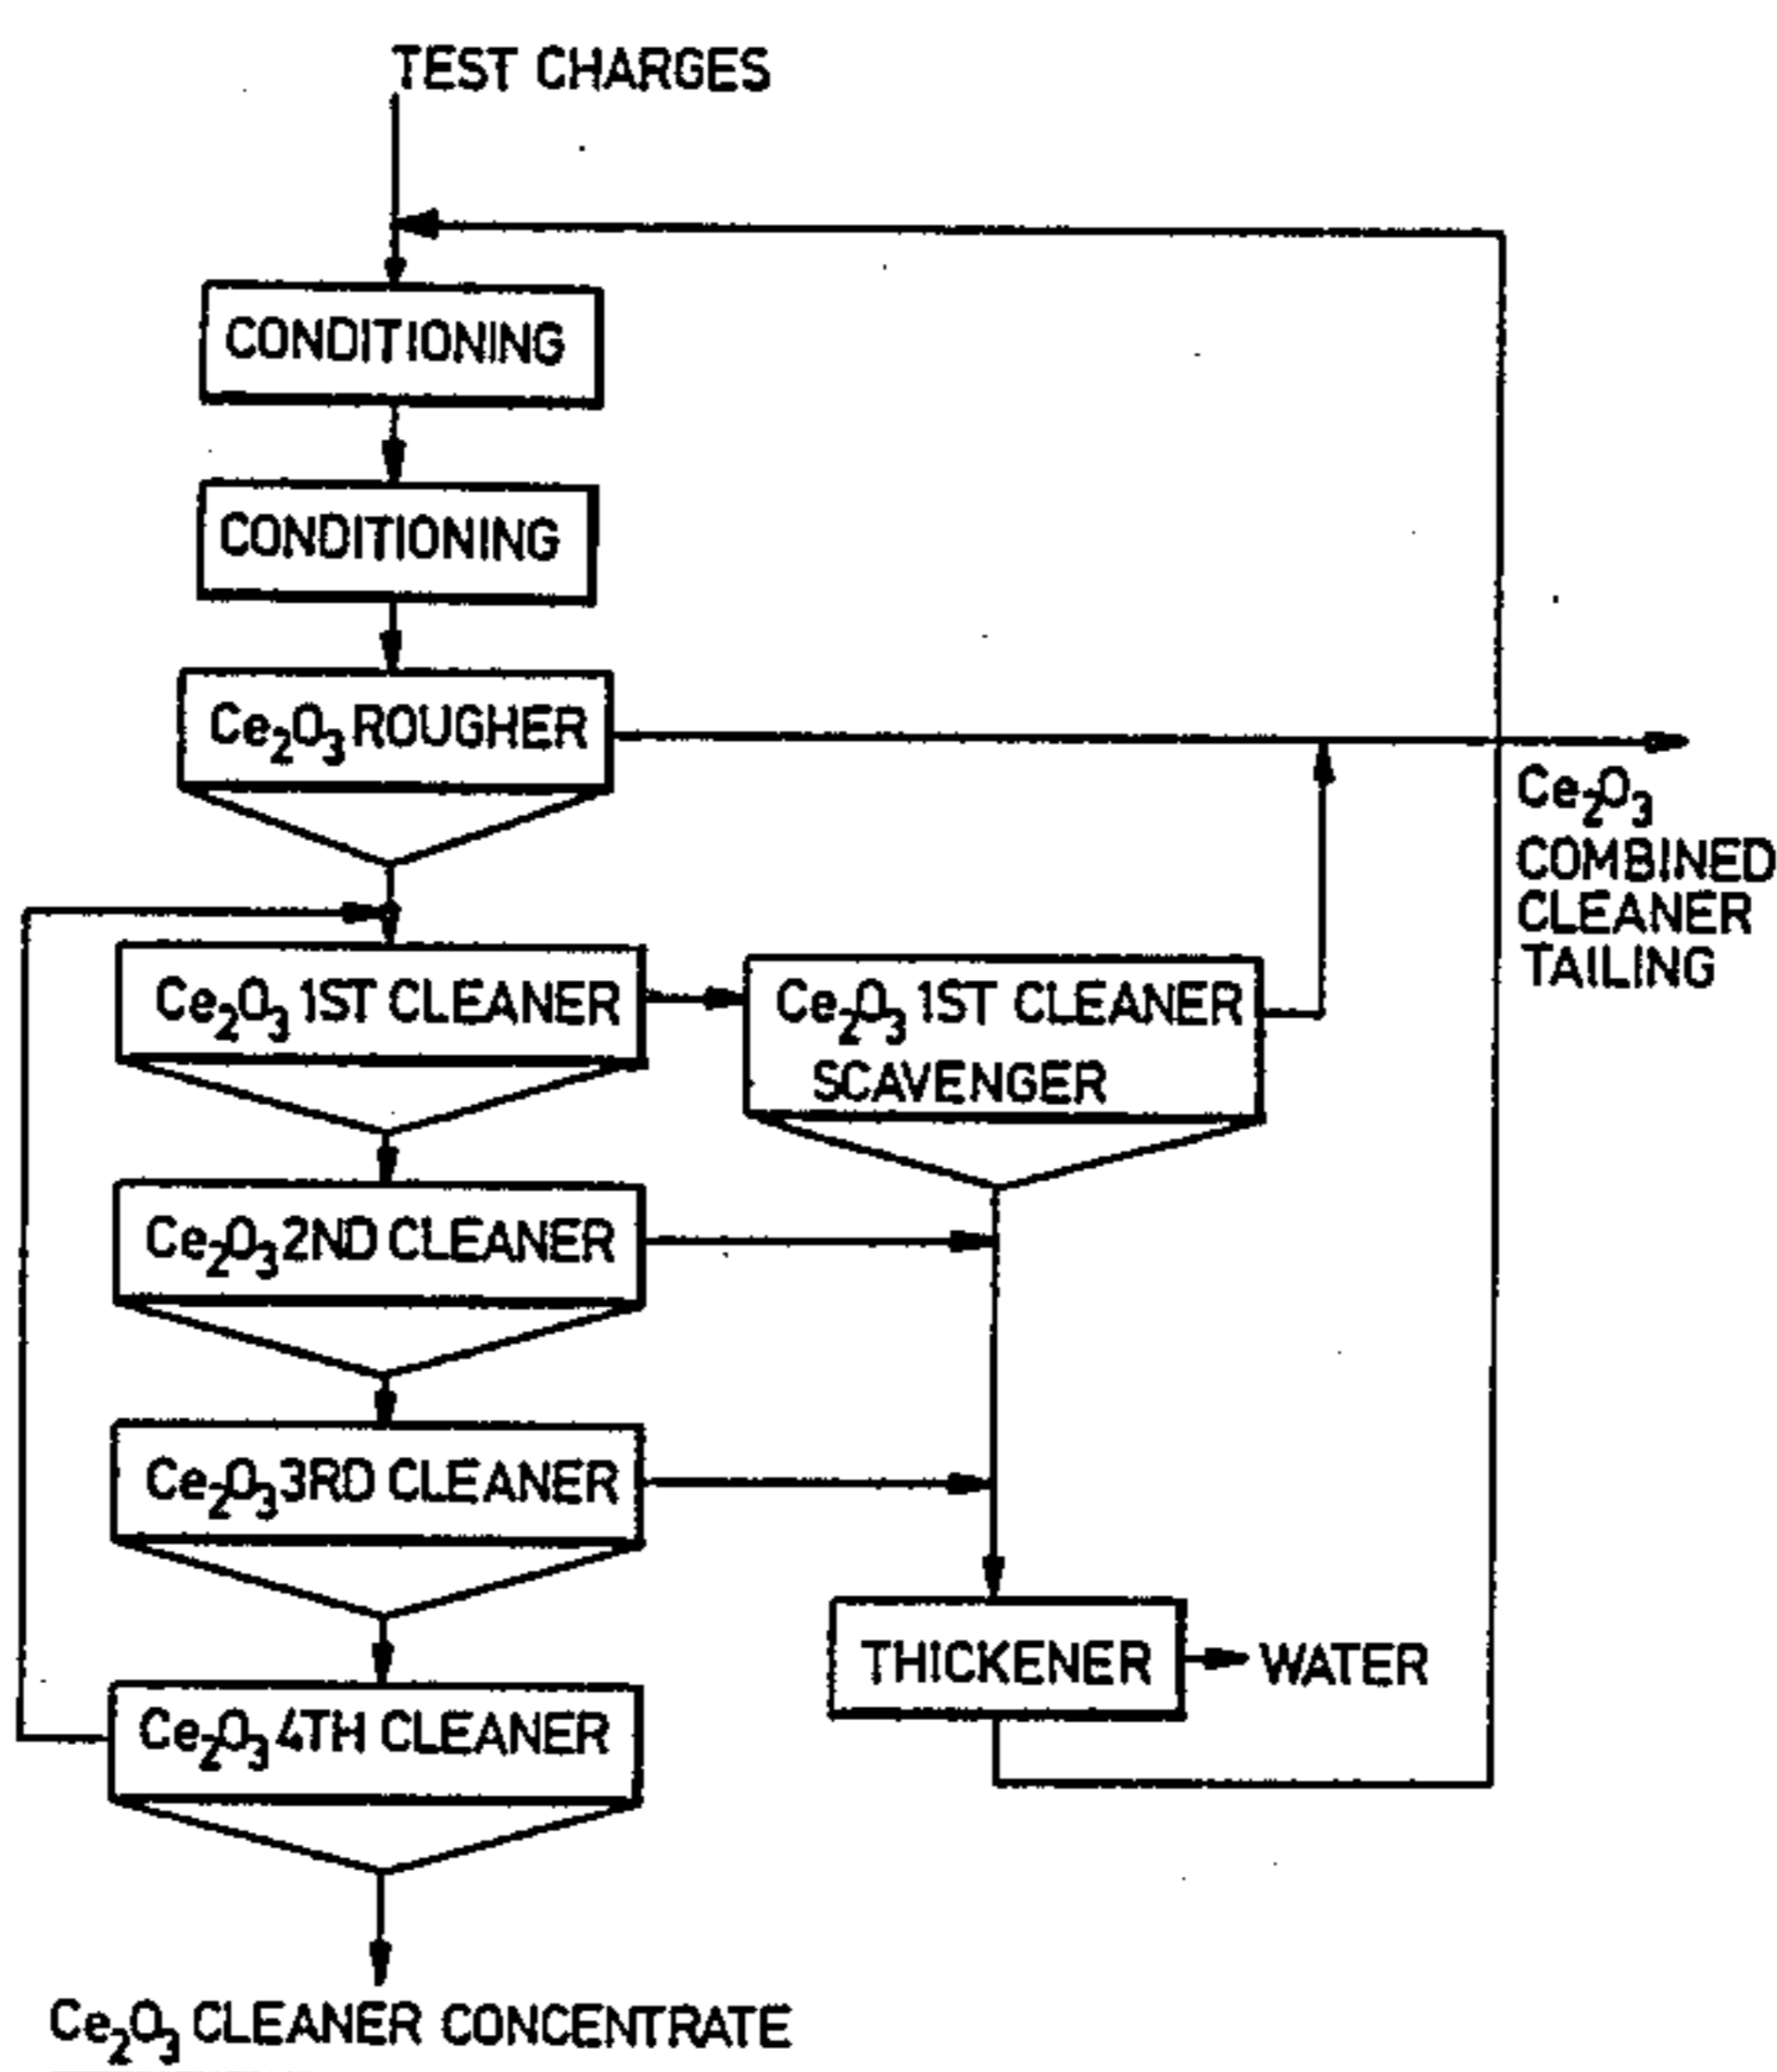 TEST CHARGES
CONDITIONING
CONDITIONING
Ce₂O₃ ROUGHER
Ce₂O₃
COMBINED
CLEANER
TAILING
Ce₂O₃ 1ST CLEANER
Ce₂O₃ 1ST CLEANER
SCAVENGER
Ce₂O₃ 2ND CLEANER
Ce₂O₃ 3RD CLEANER
THICKENER
WATER
Ce₂O₃ 4TH CLEANER
Ce₂O₃ CLEANER CONCENTRATE